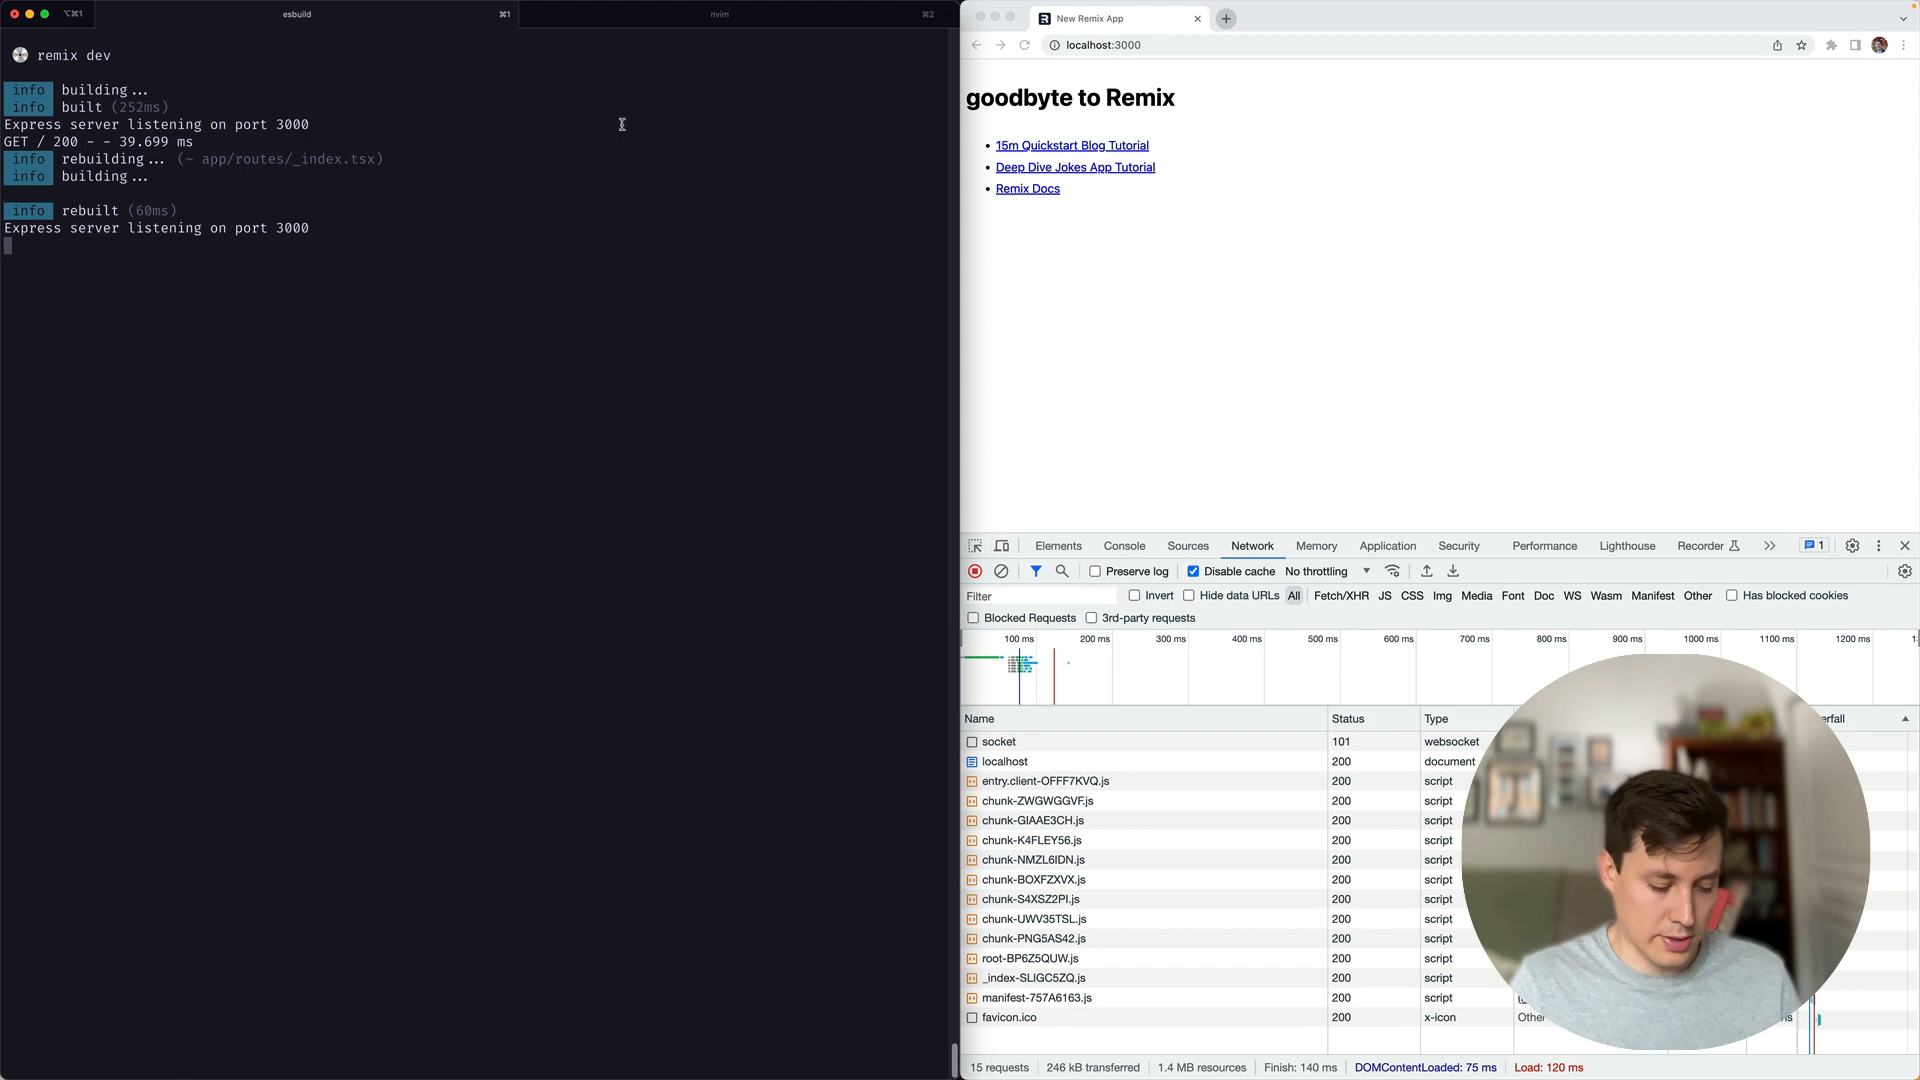 ⌥⌘1
esbuild
⌘1
nvim
⌘2
remix dev
info building...
info built (252ms)
Express server listening on port 3000
GET / 200 - - 39.699 ms
info rebuilding... (~ app/routes/_index.tsx)
info building...
info rebuilt (60ms)
Express server listening on port 3000
New Remix App
localhost:3000
goodbyte to Remix
• 15m Quickstart Blog Tutorial
• Deep Dive Jokes App Tutorial
• Remix Docs
Elements Console Sources Network Memory Application Security Performance Lighthouse Recorder 1
Preserve log Disable cache No throttling
Filter Invert Hide data URLs All Fetch/XHR JS CSS Img Media Font Doc WS Wasm Manifest Other Has blocked cookies
Blocked Requests 3rd-party requests
100 ms 200 ms 300 ms 400 ms 500 ms 600 ms 700 ms 800 ms 900 ms 1000 ms 1100 ms 1200 ms
Name Status Type erfall
socket 101 websocket
localhost 200 document
entry.client-OFFF7KVQ.js 200 script
chunk-ZWGWGGVF.js 200 script
chunk-GIAAE3CH.js 200 script
chunk-K4FLEY56.js 200 script
chunk-NMZL6IDN.js 200 script
chunk-BOXFZXVX.js 200 script
chunk-S4XSZ2PI.js 200 script
chunk-UWV35TSL.js 200 script
chunk-PNG5AS42.js 200 script
root-BP6Z5QUW.js 200 script
_index-SLIGC5ZQ.js 200 script
manifest-757A6163.js 200 script
favicon.ico 200 x-icon Other ms
15 requests 246 kB transferred 1.4 MB resources Finish: 140 ms DOMContentLoaded: 75 ms Load: 120 ms